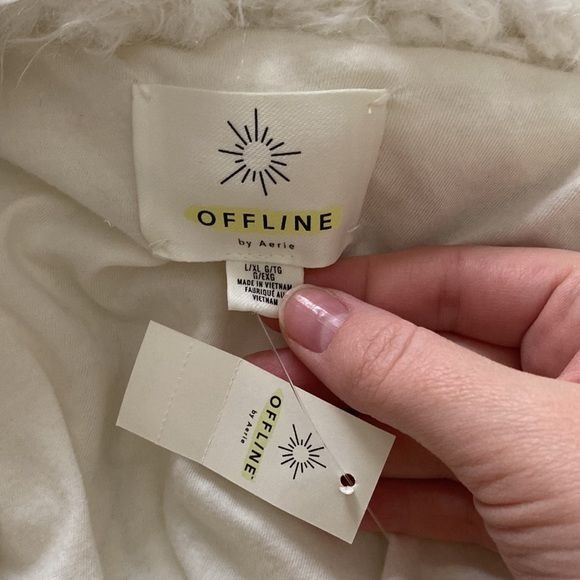 OFFLINE
by Aerie
L/XL G/TG
G/EXG
MADE IN VIETNAM
FABRIQUÉ AU
VIETNAM
OFFLINE
by Aerie